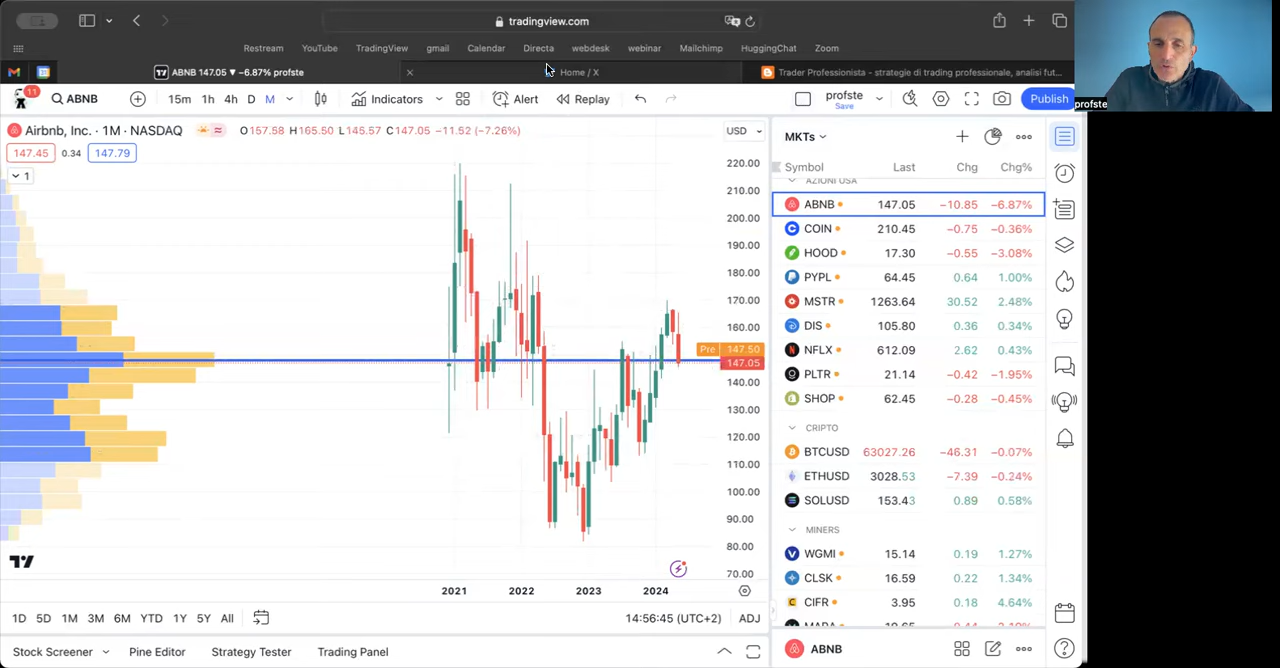 tradingview.com
Restream YouTube TradingView gmail Calendar Directa webdesk webinar Mailchimp HuggingChat Zoom
ABNB 147.05 ▼ −6.87% profste
Home / X
Trader Professionista - strategie di trading professionale, analisi fut...
profste
11
ABNB 15m 1h 4h D M Indicators Alert Replay profste Save Publish
Airbnb, Inc. · 1M · NASDAQ O157.58 H165.50 L145.57 C147.05 −11.52 (−7.26%)
147.45 0.34 147.79
1
USD
220.00
210.00
200.00
190.00
180.00
170.00
160.00
Pre 147.50
147.05
140.00
130.00
120.00
110.00
100.00
90.00
80.00
70.00
2021 2022 2023 2024
1D 5D 1M 3M 6M YTD 1Y 5Y All 14:56:45 (UTC+2) ADJ
Stock Screener Pine Editor Strategy Tester Trading Panel
MKTs
Symbol Last Chg Chg%
AZIONI USA
ABNB 147.05 −10.85 −6.87%
COIN 210.45 −0.75 −0.36%
HOOD 17.30 −0.55 −3.08%
PYPL 64.45 0.64 1.00%
MSTR 1263.64 30.52 2.48%
DIS 105.80 0.36 0.34%
NFLX 612.09 2.62 0.43%
PLTR 21.14 −0.42 −1.95%
SHOP 62.45 −0.28 −0.45%
CRIPTO
BTCUSD 63027.26 −46.31 −0.07%
ETHUSD 3028.53 −7.39 −0.24%
SOLUSD 153.43 0.89 0.58%
MINERS
WGMI 15.14 0.19 1.27%
CLSK 16.59 0.22 1.34%
CIFR 3.95 0.18 4.64%
ABNB